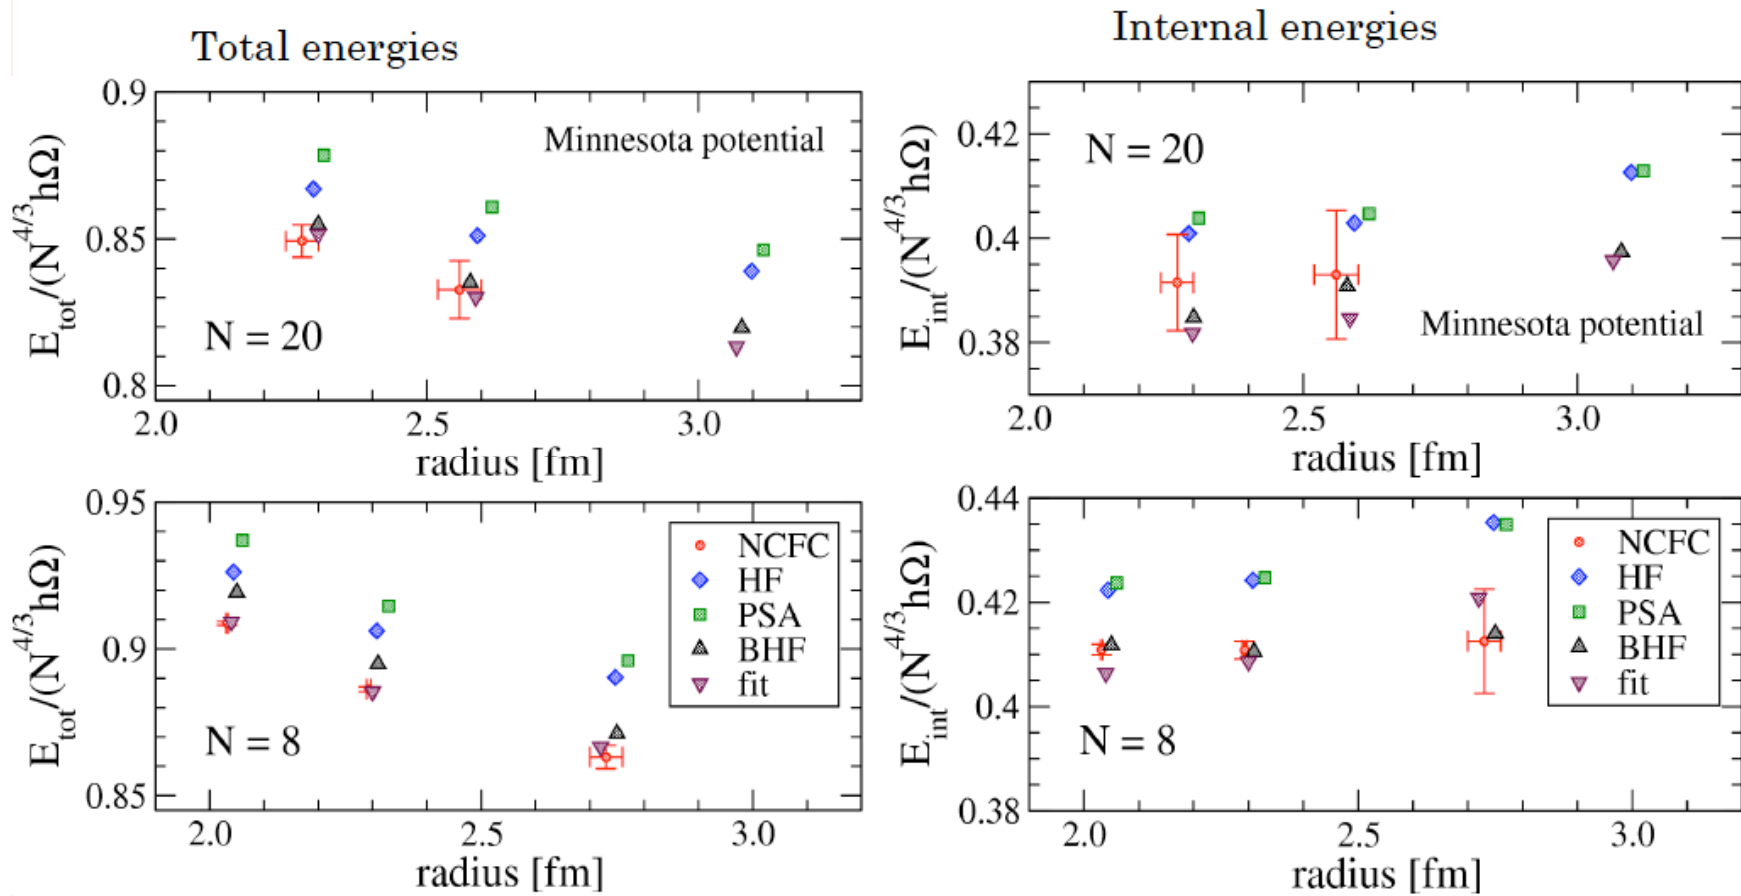 Total energies
Internal energies
E_tot/(N^4/3 hΩ)
0.9
0.85
0.8
Minnesota potential
N = 20
2.0 2.5 3.0
radius [fm]
E_int/(N^4/3 hΩ)
0.42
0.4
0.38
N = 20
Minnesota potential
2.0 2.5 3.0
radius [fm]
E_tot/(N^4/3 hΩ)
0.95
0.9
0.85
NCFC
HF
PSA
BHF
fit
N = 8
2.0 2.5 3.0
radius [fm]
E_int/(N^4/3 hΩ)
0.44
0.42
0.4
0.38
NCFC
HF
PSA
BHF
fit
N = 8
2.0 2.5 3.0
radius [fm]